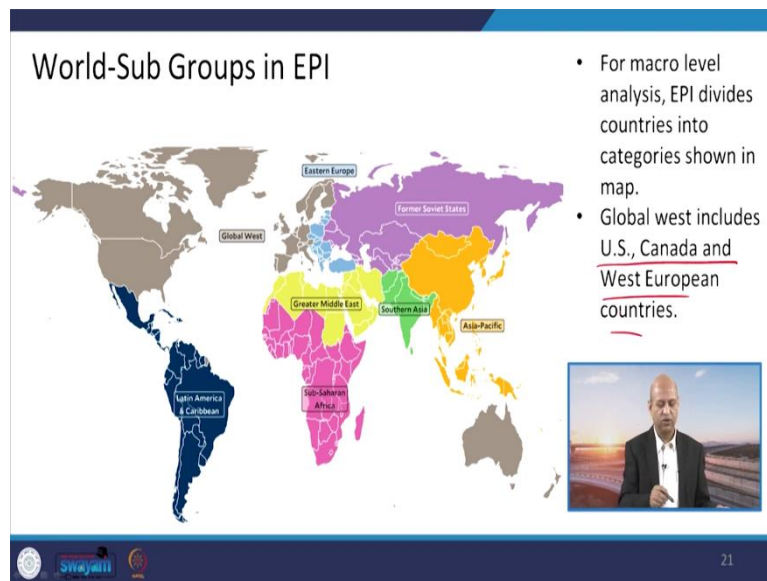 World-Sub Groups in EPI
• For macro level
analysis, EPI divides
countries into
categories shown in
map.
• Global west includes
U.S., Canada and
West European
countries.
Eastern Europe
Former Soviet States
Global West
Greater Middle East
Southern Asia
Asia-Pacific
Latin America
& Caribbean
Sub-Saharan
Africa
swayam
21